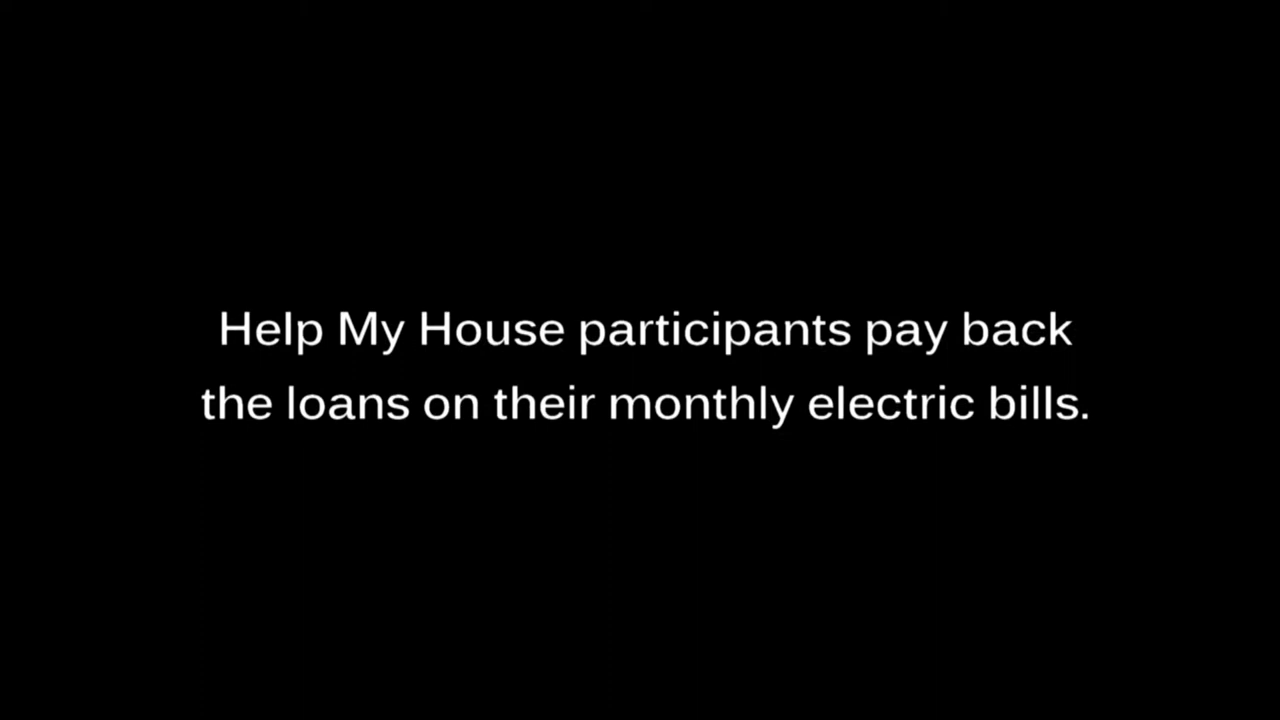 Help My House participants pay back
the loans on their monthly electric bills.